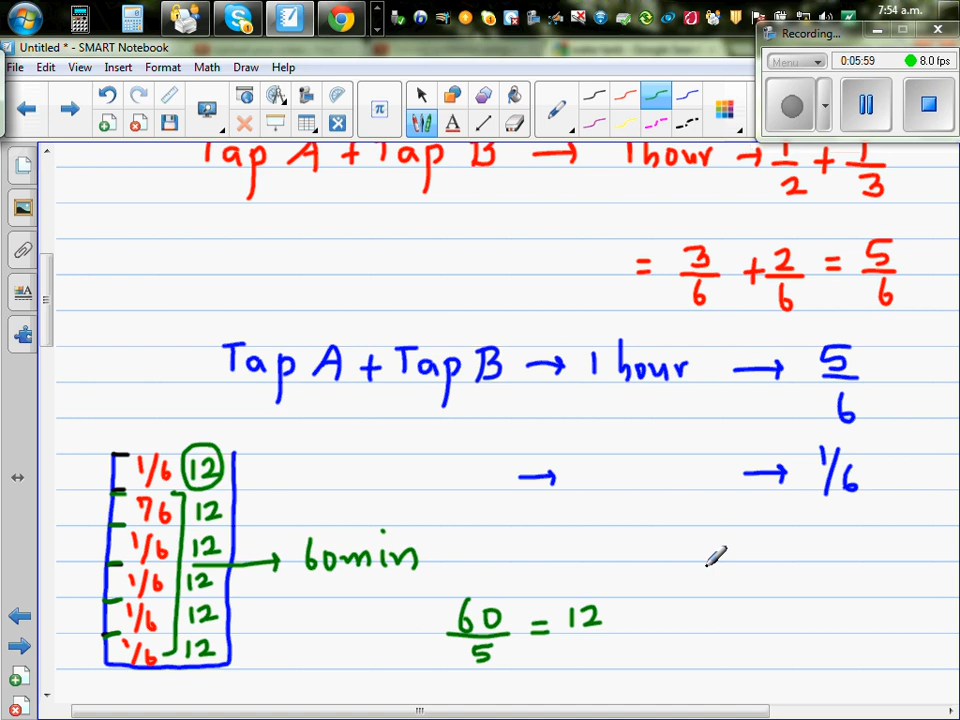 7:54 a.m.
Untitled * - SMART Notebook
Recording...
File Edit View Insert Format Math Draw Help
Menu 0:05:59 8.0 fps
π A
Tap A + Tap B → 1 hour → 1/2 + 1/3
= 3/6 + 2/6 = 5/6
Tap A + Tap B → 1 hour → 5/6
→ → 1/6
1/6 12
1/6 12
1/6 12
1/6 12
1/6 12
1/6 12
→ 60 min
60/5 = 12